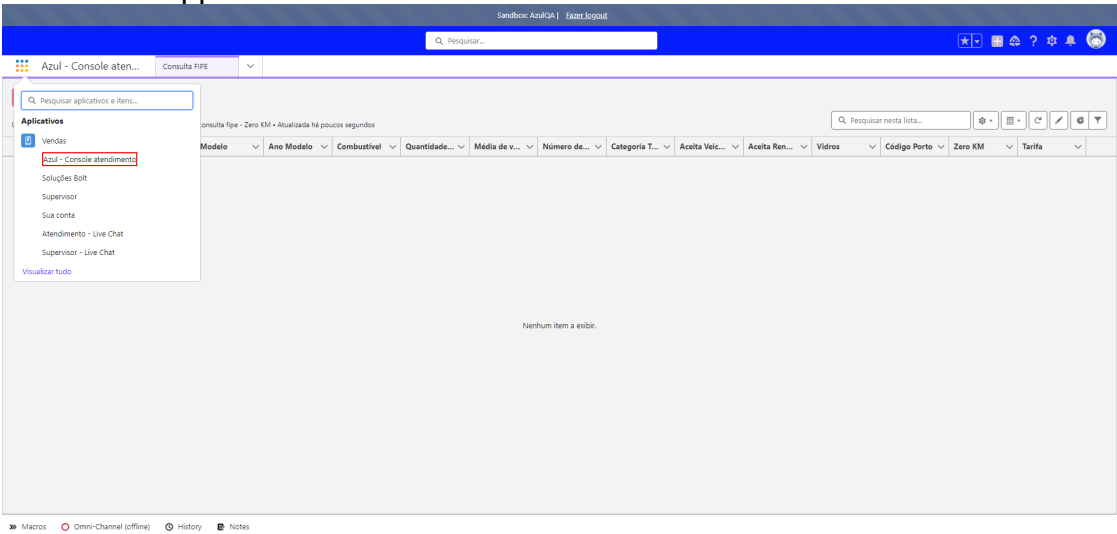 Sandbox: AzulQA | Fazer logout
Pesquisar...
Azul - Console aten... Consulta FIPE
Pesquisar aplicativos e itens...
Aplicativos
Vendas
Azul - Console atendimento
Soluções Bolt
Supervisor
Sua conta
Atendimento - Live Chat
Supervisor - Live Chat
Visualizar tudo
consulta fipe - Zero KM • Atualizada há poucos segundos
Pesquisar nesta lista...
Modelo Ano Modelo Combustível Quantidade... Média de v... Número de... Categoria T... Aceita Veic... Aceita Ren... Vidros Código Porto Zero KM Tarifa
Nenhum item a exibir.
Macros Omni-Channel (offline) History Notes